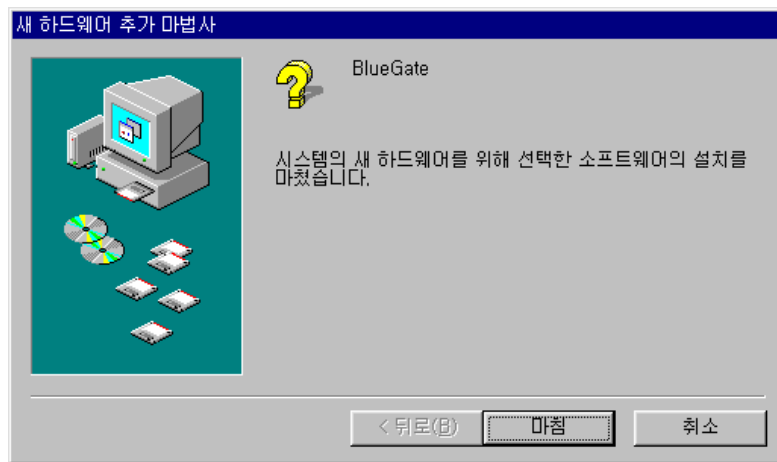 새 하드웨어 추가 마법사
BlueGate
시스템의 새 하드웨어를 위해 선택한 소프트웨어의 설치를
마쳤습니다.
< 뒤로(B)
마침
취소